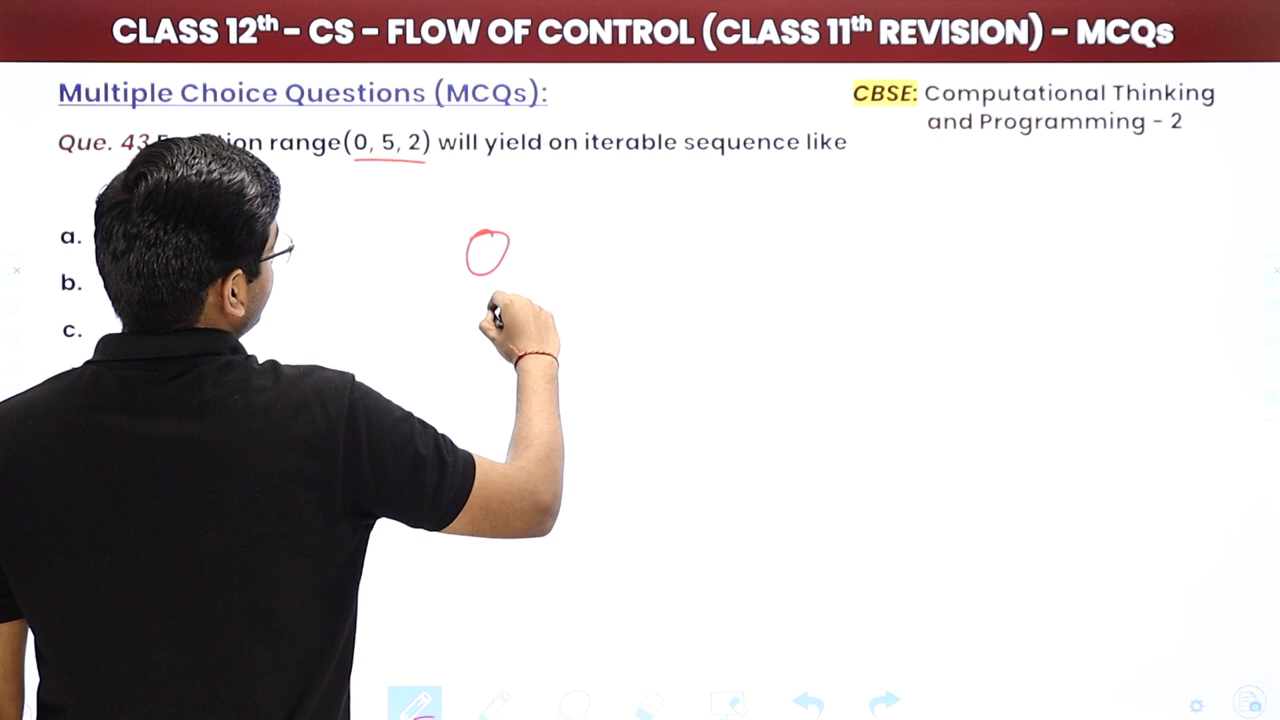 CLASS 12th - CS - FLOW OF CONTROL (CLASS 11th REVISION) - MCQs
Multiple Choice Questions (MCQs):
CBSE: Computational Thinking
and Programming - 2
Que. 43 range(0, 5, 2) will yield on iterable sequence like
a.
b.
c.
0